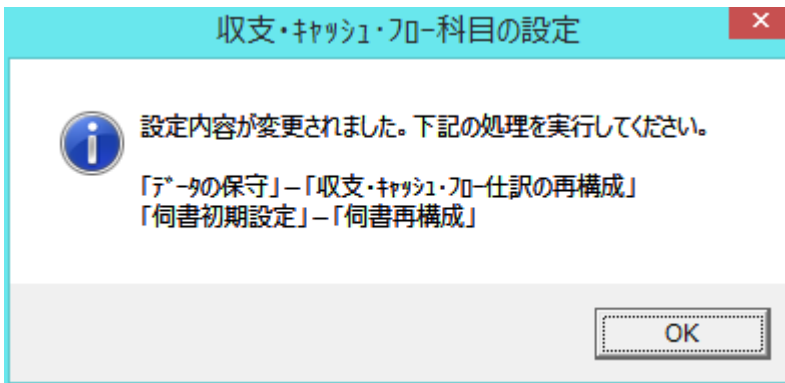 収支・ｷｬｯｼｭ・ﾌﾛｰ科目の設定
×
設定内容が変更されました。下記の処理を実行してください。
「ﾃﾞｰﾀの保守」－「収支・ｷｬｯｼｭ・ﾌﾛｰ仕訳の再構成」
「伺書初期設定」－「伺書再構成」
OK